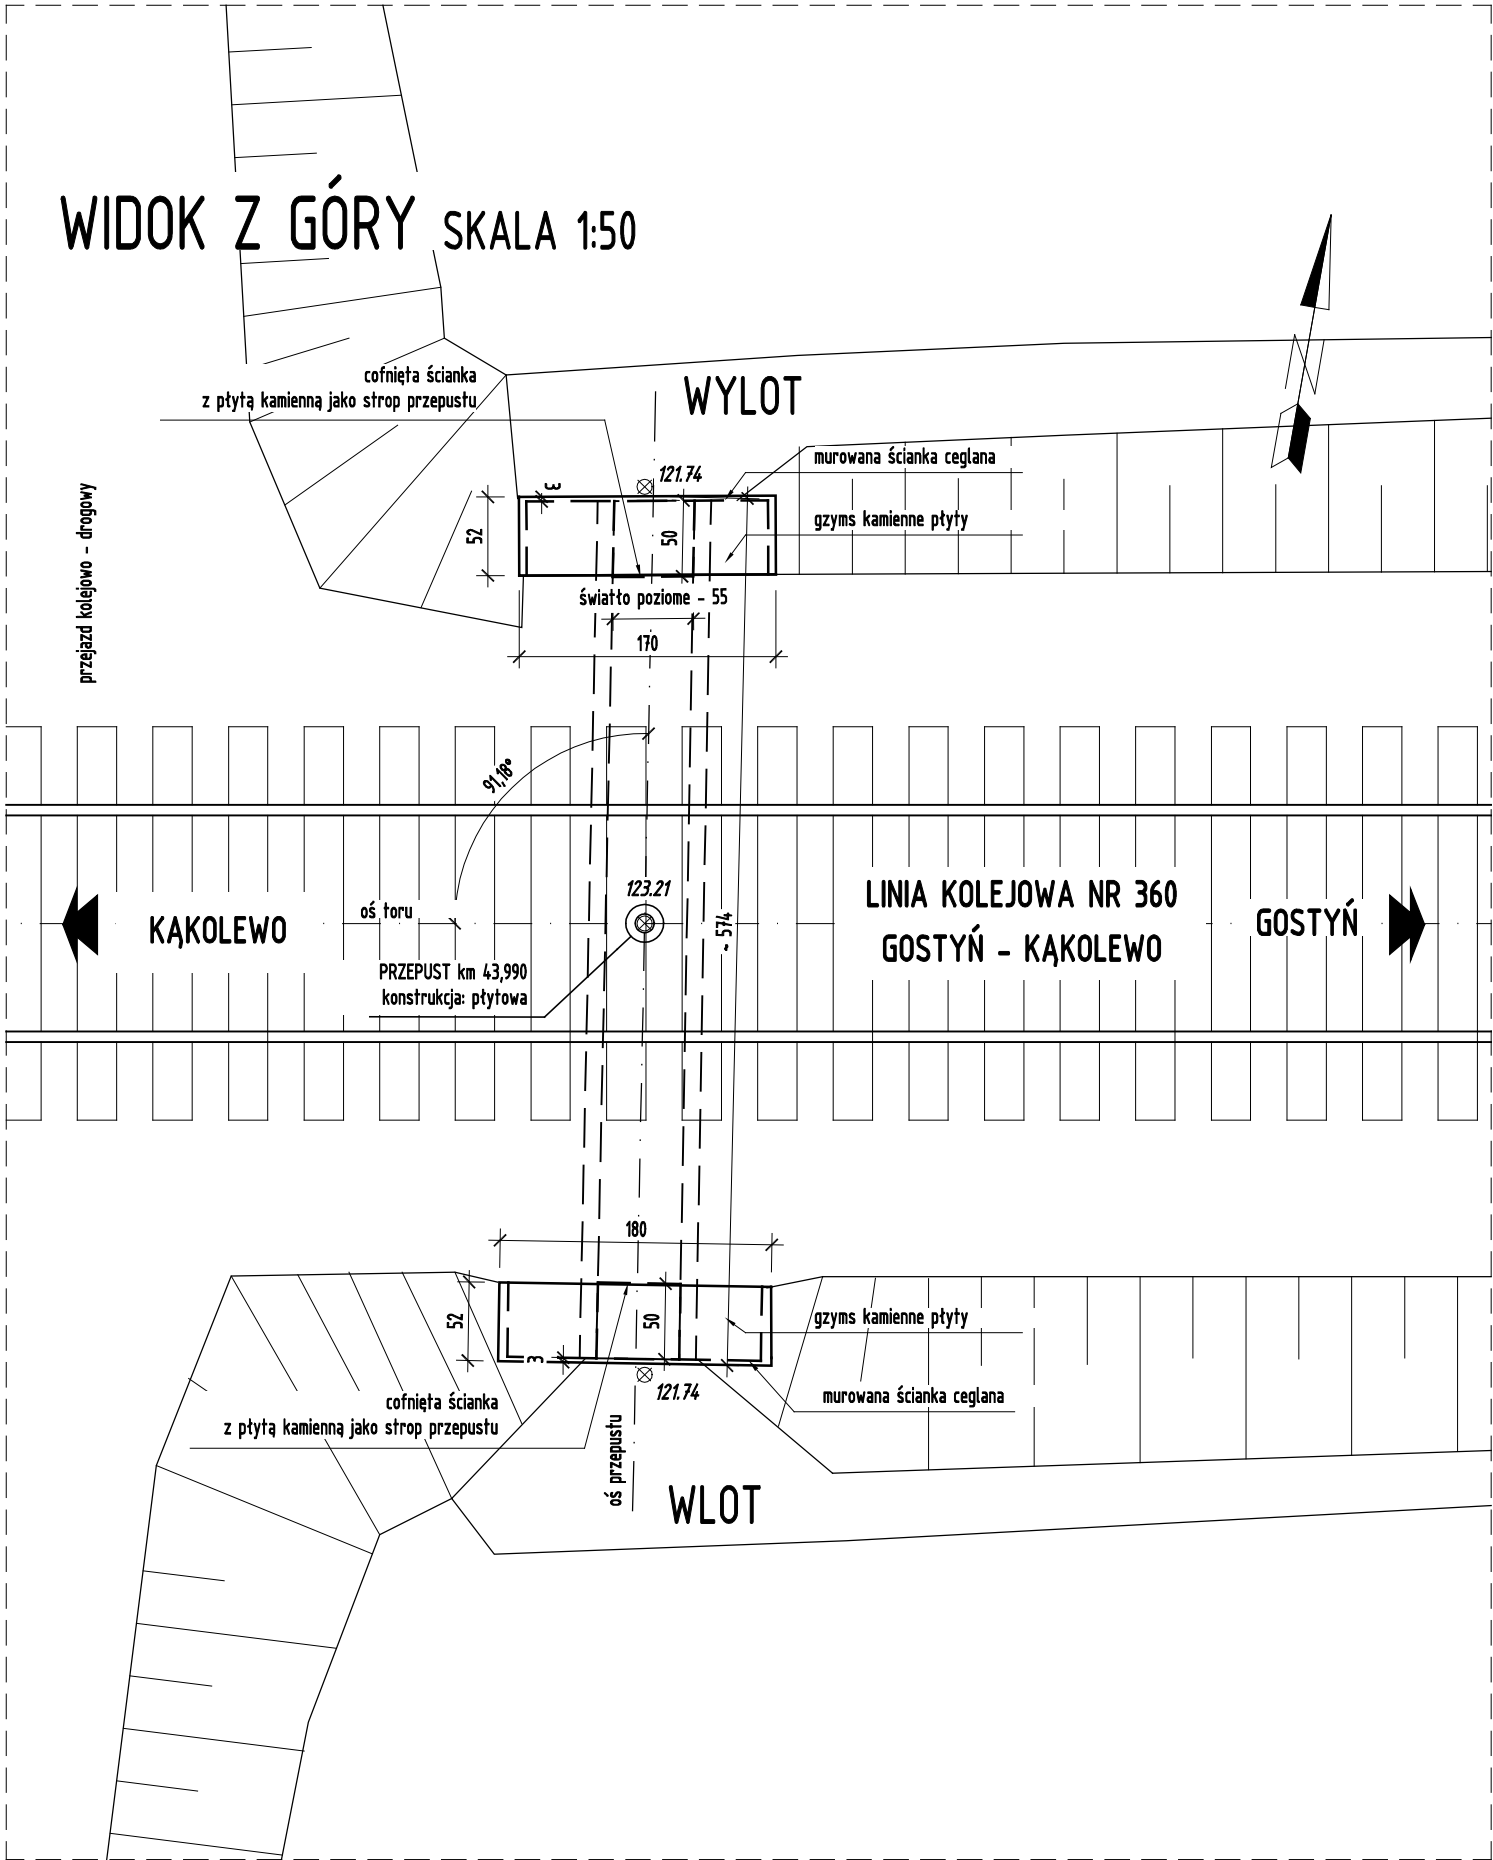 WIDOK Z GÓRY SKALA 1:50
cofnięta ścianka
z płytą kamienną jako strop przepustu
WYLOT
121.74
murowana ścianka ceglana
gzyms kamienne płyty
3
52
50
światło poziome - 55
170
przejazd kolejowo - drogowy
N
91,18°
123.21
oś toru
KĄKOLEWO
PRZEPUST km 43,990
konstrukcja: płytowa
~ 574
LINIA KOLEJOWA NR 360
GOSTYŃ - KĄKOLEWO
GOSTYŃ
180
52
50
3
gzyms kamienne płyty
murowana ścianka ceglana
121.74
cofnięta ścianka
z płytą kamienną jako strop przepustu
oś przepustu
WLOT